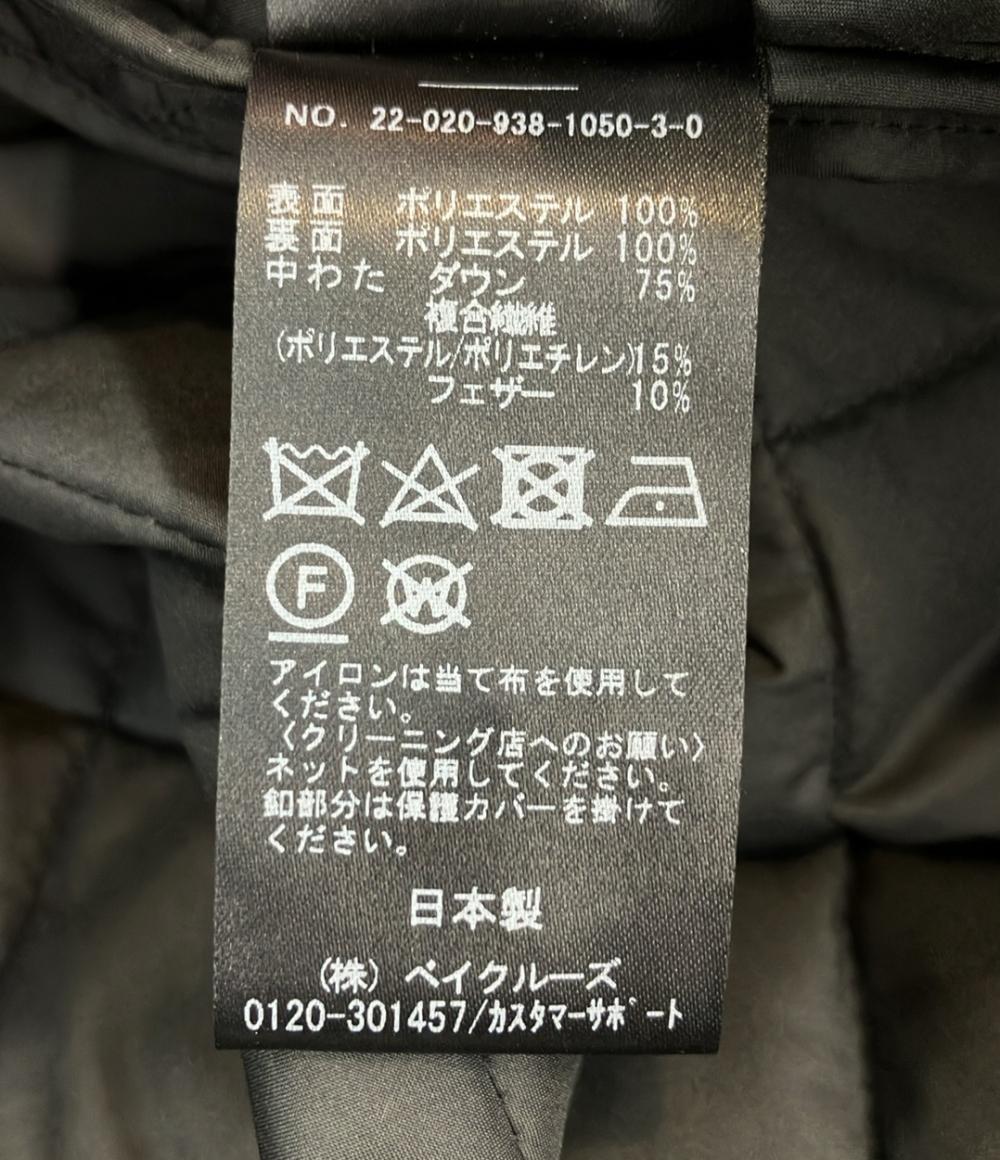 NO. 22-020-938-1050-3-0
表面 ポリエステル 100%
裏面 ポリエステル 100%
中わた ダウン 75%
複合繊維
(ポリエステル/ポリエチレン)15%
フェザー 10%
F W
アイロンは当て布を使用して
ください。
〈クリーニング店へのお願い〉
ネットを使用してください。
釦部分は保護カバーを掛けて
ください。
日本製
(株) ベイクルーズ
0120-301457/カスタマーサポート